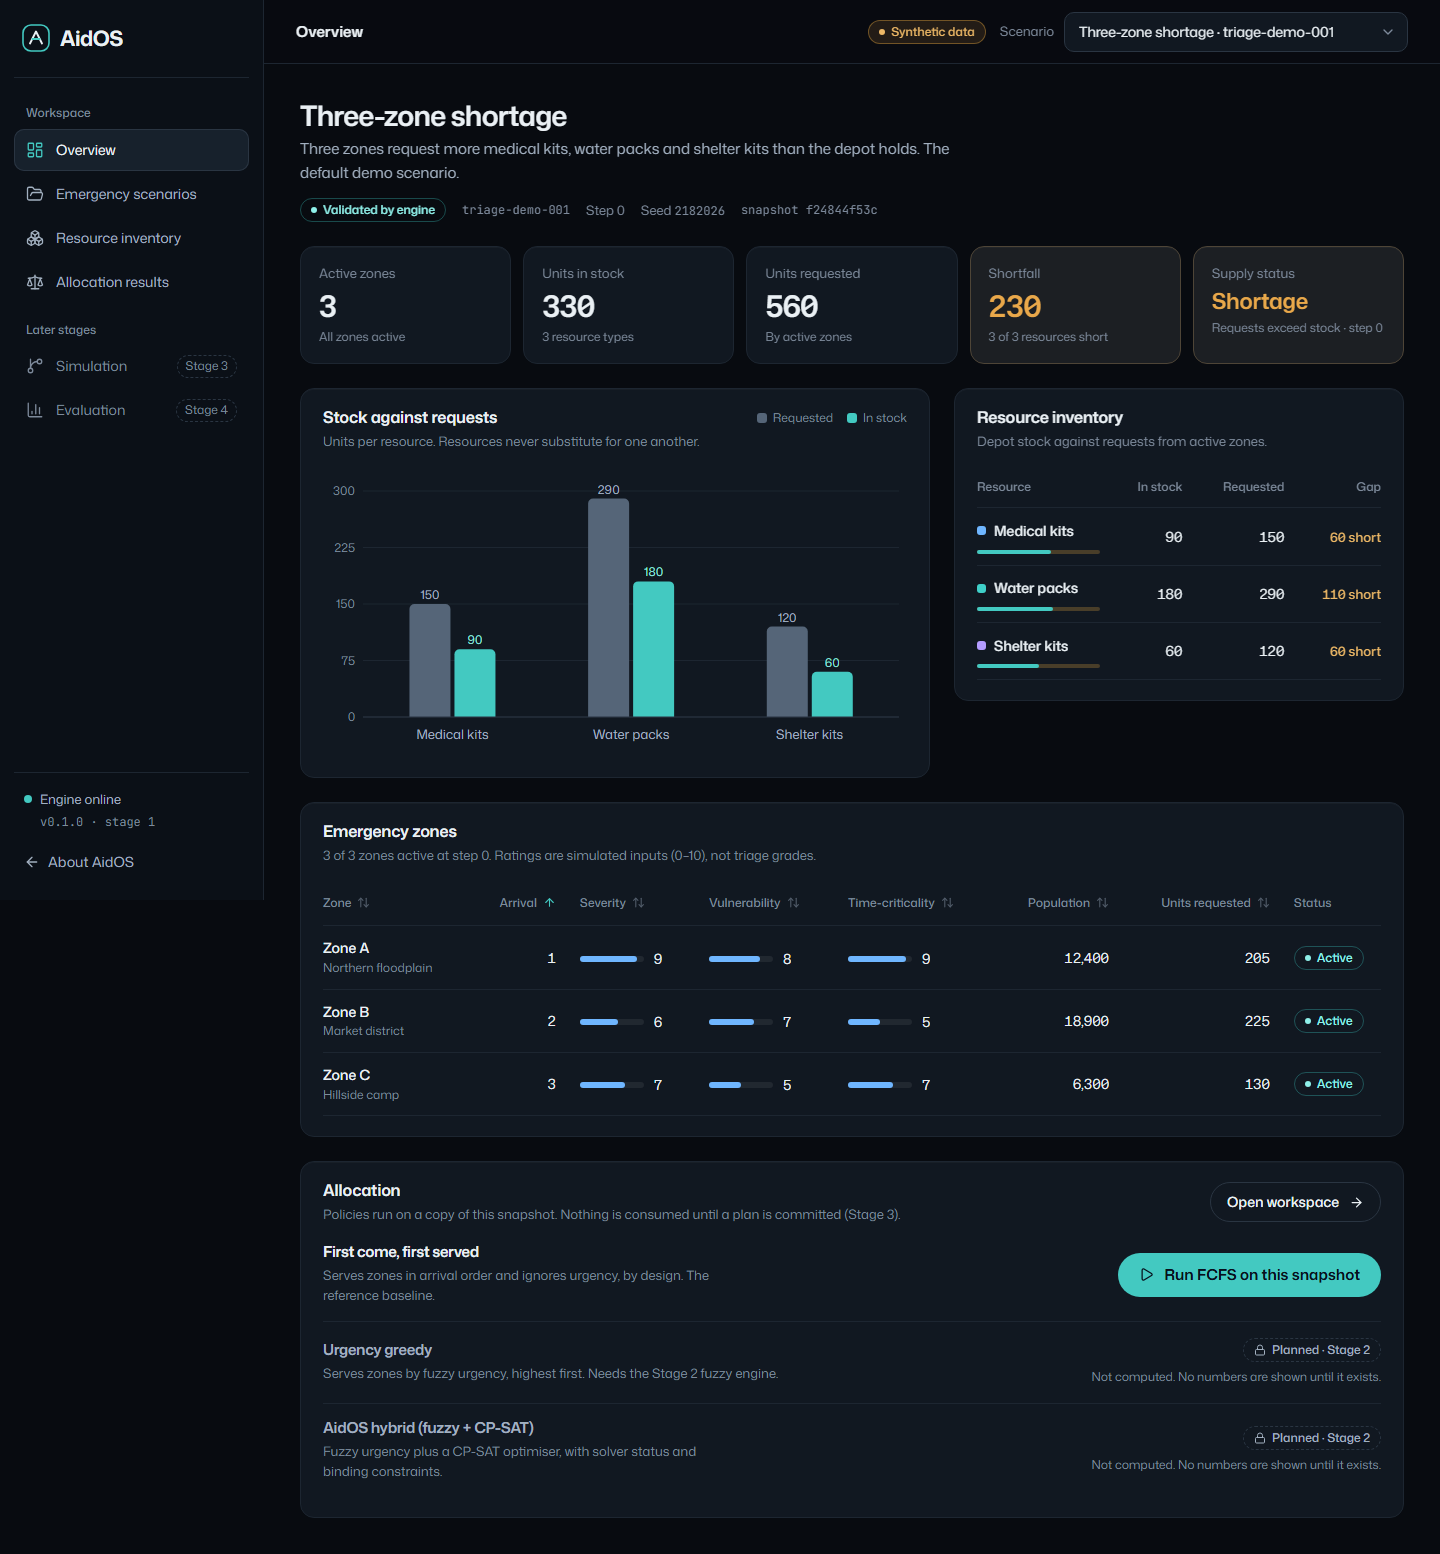 AidOS
Workspace
Overview
Emergency scenarios
Resource inventory
Allocation results
Later stages
Simulation Stage 3
Evaluation Stage 4
Engine online
v0.1.0 · stage 1
← About AidOS
Overview
Synthetic data Scenario Three-zone shortage · triage-demo-001
Three-zone shortage
Three zones request more medical kits, water packs and shelter kits than the depot holds. The
default demo scenario.
Validated by engine triage-demo-001 Step 0 Seed 2182026 snapshot f24844f53c
Active zones
3
All zones active
Units in stock
330
3 resource types
Units requested
560
By active zones
Shortfall
230
3 of 3 resources short
Supply status
Shortage
Requests exceed stock · step 0
Stock against requests
Requested In stock
Units per resource. Resources never substitute for one another.
300
225
150
75
0
150
90
290
180
120
60
Medical kits Water packs Shelter kits
Resource inventory
Depot stock against requests from active zones.
Resource In stock Requested Gap
Medical kits 90 150 60 short
Water packs 180 290 110 short
Shelter kits 60 120 60 short
Emergency zones
3 of 3 zones active at step 0. Ratings are simulated inputs (0–10), not triage grades.
Zone ↑↓ Arrival ↑ Severity ↑↓ Vulnerability ↑↓ Time-criticality ↑↓ Population ↑↓ Units requested ↑↓ Status
Zone A 1 9 8 9 12,400 205 Active
Northern floodplain
Zone B 2 6 7 5 18,900 225 Active
Market district
Zone C 3 7 5 7 6,300 130 Active
Hillside camp
Allocation
Policies run on a copy of this snapshot. Nothing is consumed until a plan is committed (Stage 3).
Open workspace →
First come, first served
Serves zones in arrival order and ignores urgency, by design. The
reference baseline.
Run FCFS on this snapshot
Urgency greedy
Serves zones by fuzzy urgency, highest first. Needs the Stage 2 fuzzy engine.
Planned · Stage 2
Not computed. No numbers are shown until it exists.
AidOS hybrid (fuzzy + CP-SAT)
Fuzzy urgency plus a CP-SAT optimiser, with solver status and
binding constraints.
Planned · Stage 2
Not computed. No numbers are shown until it exists.